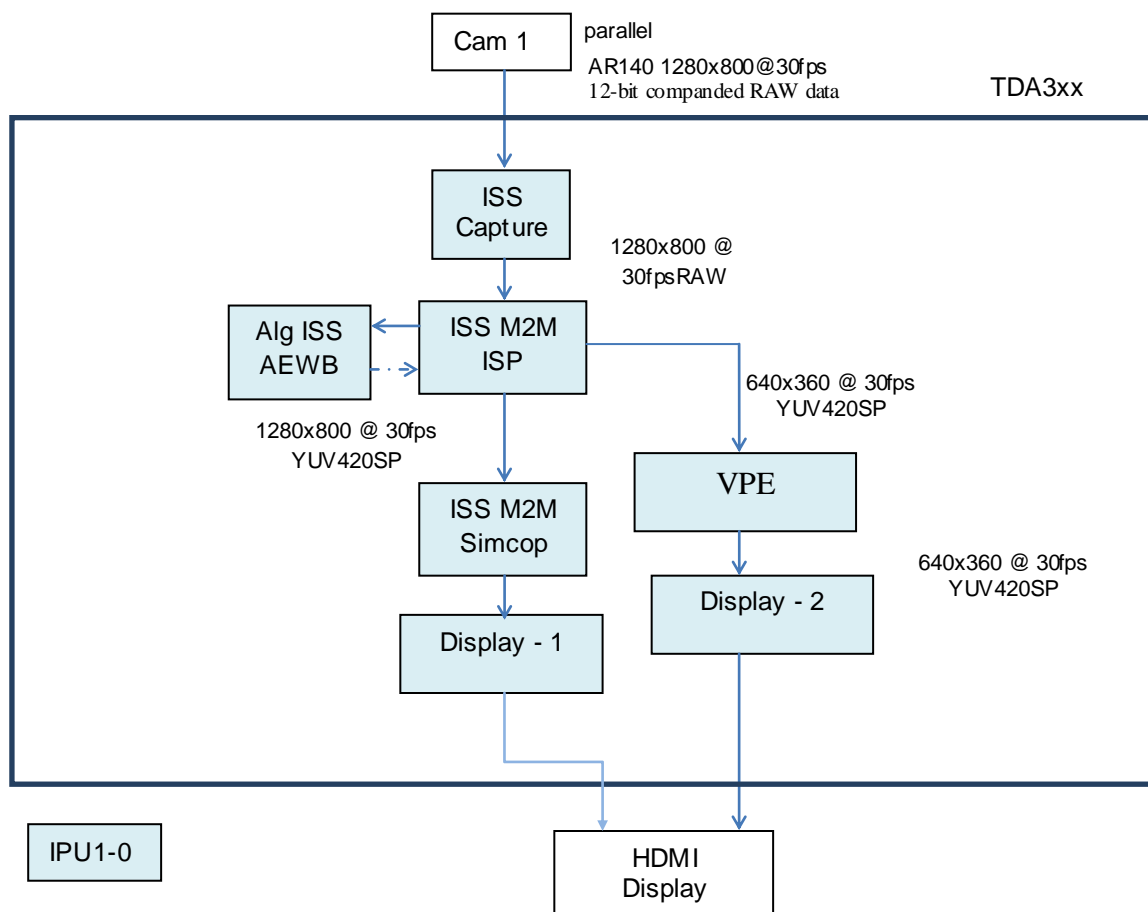 Cam 1
parallel
AR140 1280x800@30fps
12-bit companded RAW data
TDA3xx
ISS
Capture
1280x800 @
30fpsRAW
Alg ISS
AEWB
ISS M2M
ISP
640x360 @ 30fps
YUV420SP
1280x800 @ 30fps
YUV420SP
VPE
ISS M2M
Simcop
640x360 @ 30fps
YUV420SP
Display - 1
Display - 2
IPU1-0
HDMI
Display